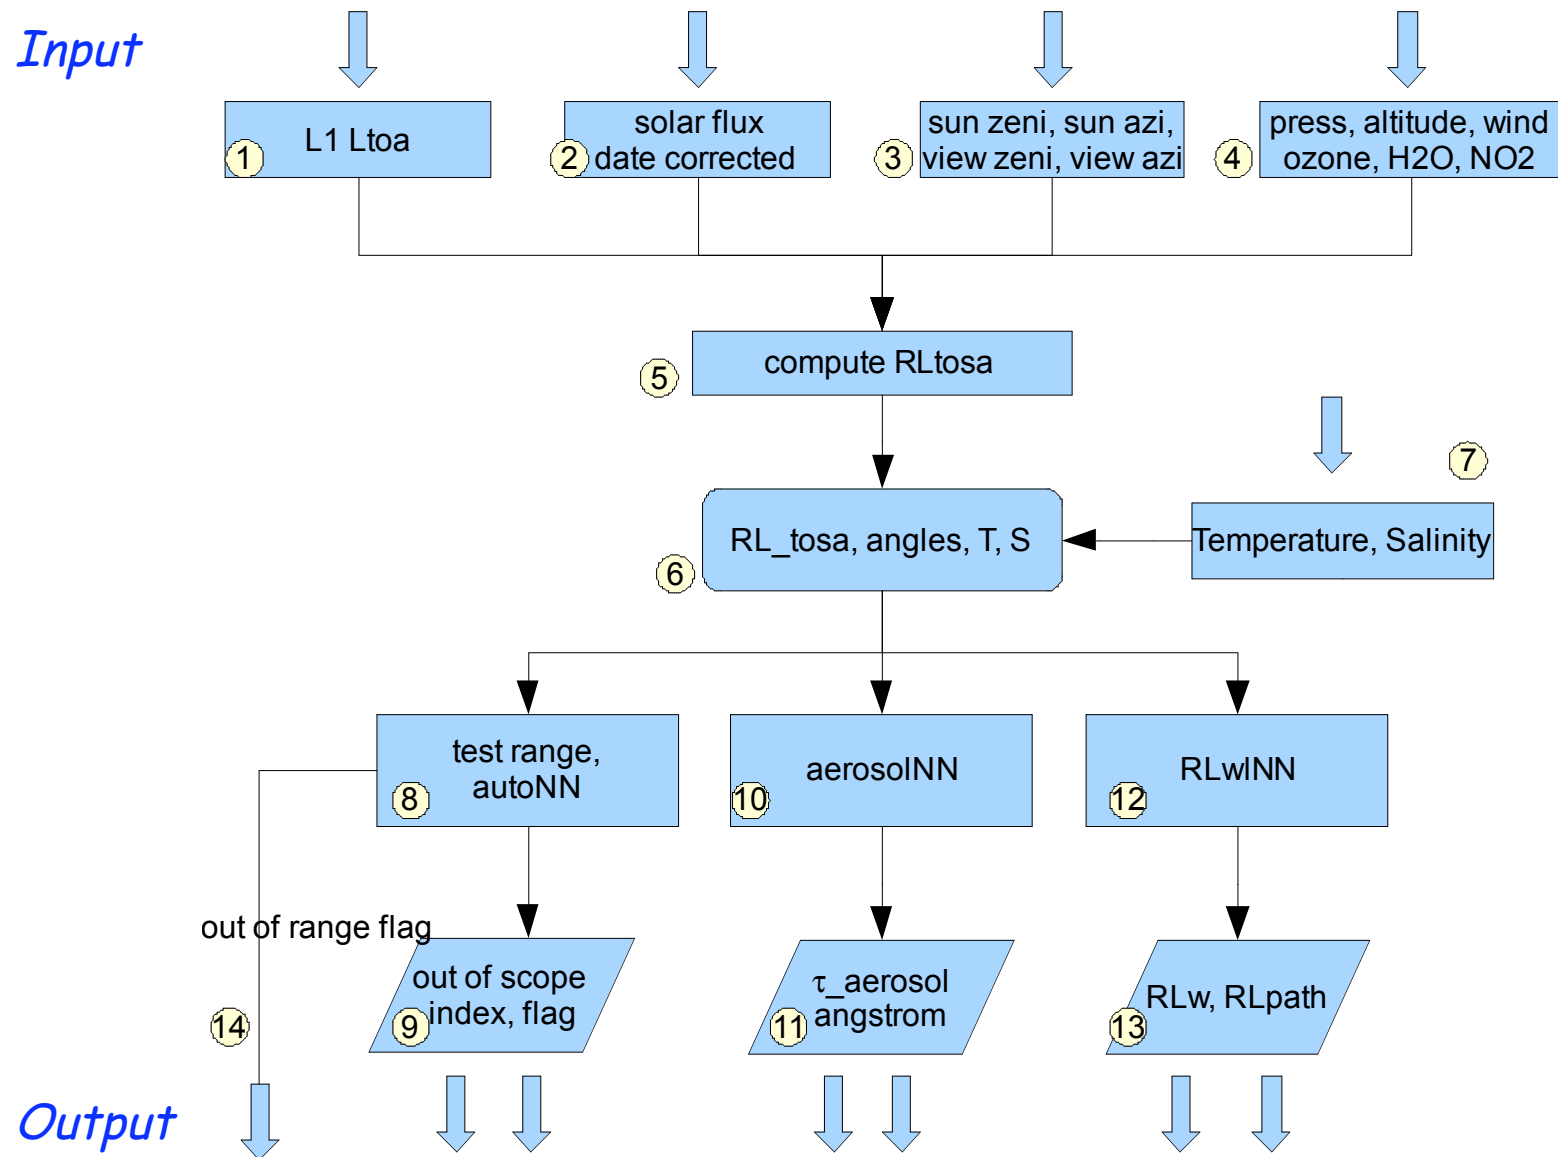 Input
L1 Ltoa
1
solar flux
date corrected
2
sun zeni, sun azi,
view zeni, view azi
3
press, altitude, wind
ozone, H2O, NO2
4
compute RLtosa
5
7
RL_tosa, angles, T, S
6
Temperature, Salinity
test range,
autoNN
8
aerosolNN
10
RLwlNN
12
out of range flag
out of scope
index, flag
9
τ_aerosol
angstrom
11
RLw, RLpath
13
14
Output